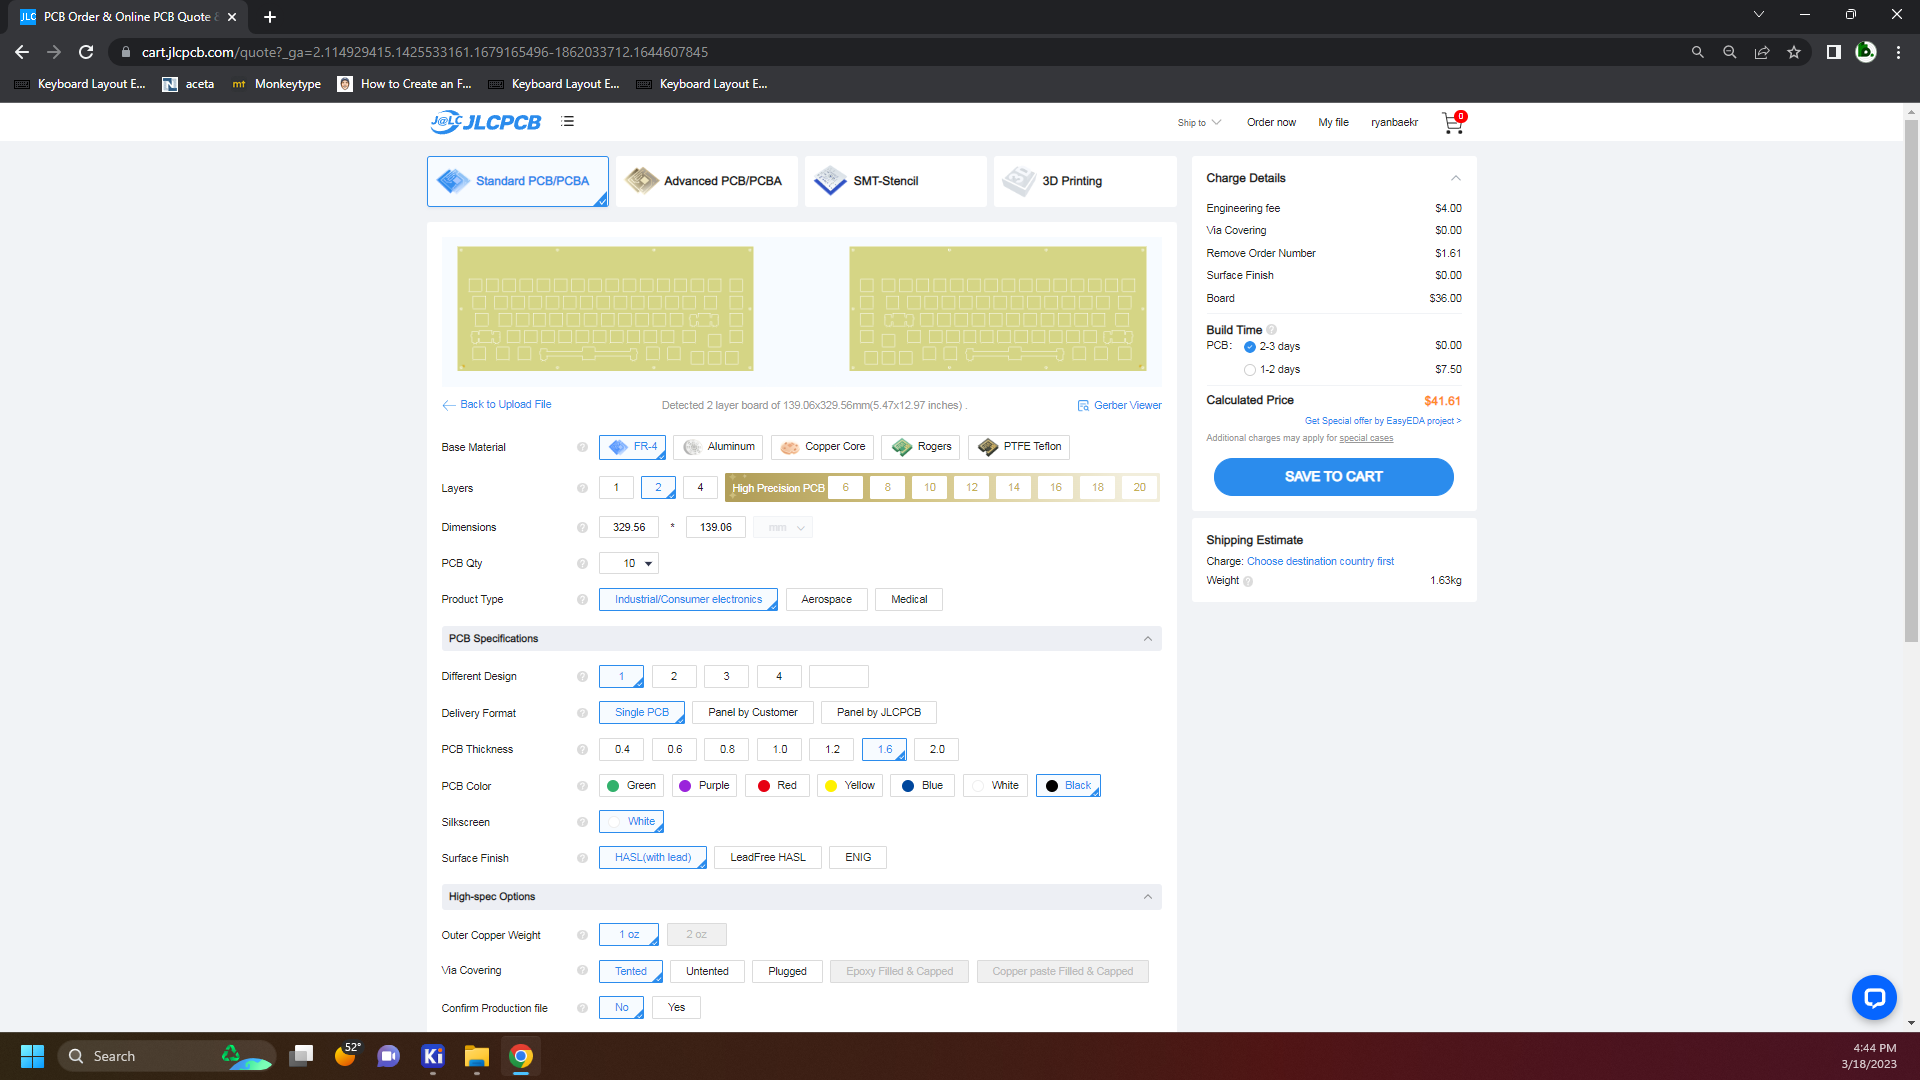 PCB Order & Online PCB Quote &
cart.jlcpcb.com/quote?_ga=2.114929415.1425533161.1679165496-1862033712.1644607845
Keyboard Layout E... aceta mt Monkeytype How to Create an F... Keyboard Layout E... Keyboard Layout E...
J@LC JLCPCB Ship to Order now My file ryanbaekr 0
Standard PCB/PCBA Advanced PCB/PCBA SMT-Stencil 3D Printing
Back to Upload File Detected 2 layer board of 139.06x329.56mm(5.47x12.97 inches) . Gerber Viewer
Base Material FR-4 Aluminum Copper Core Rogers PTFE Teflon
Layers 1 2 4 High Precision PCB 6 8 10 12 14 16 18 20
Dimensions 329.56 * 139.06 mm
PCB Qty 10
Product Type Industrial/Consumer electronics Aerospace Medical
PCB Specifications
Different Design 1 2 3 4
Delivery Format Single PCB Panel by Customer Panel by JLCPCB
PCB Thickness 0.4 0.6 0.8 1.0 1.2 1.6 2.0
PCB Color Green Purple Red Yellow Blue White Black
Silkscreen White
Surface Finish HASL(with lead) LeadFree HASL ENIG
High-spec Options
Outer Copper Weight 1 oz 2 oz
Via Covering Tented Untented Plugged Epoxy Filled & Capped Copper paste Filled & Capped
Confirm Production file No Yes
Charge Details
Engineering fee $4.00
Via Covering $0.00
Remove Order Number $1.61
Surface Finish $0.00
Board $36.00
Build Time
PCB: 2-3 days $0.00
1-2 days $7.50
Calculated Price $41.61
Get Special offer by EasyEDA project >
Additional charges may apply for special cases
SAVE TO CART
Shipping Estimate
Charge: Choose destination country first
Weight 1.63kg
Search 52° Ki
4:44 PM
3/18/2023